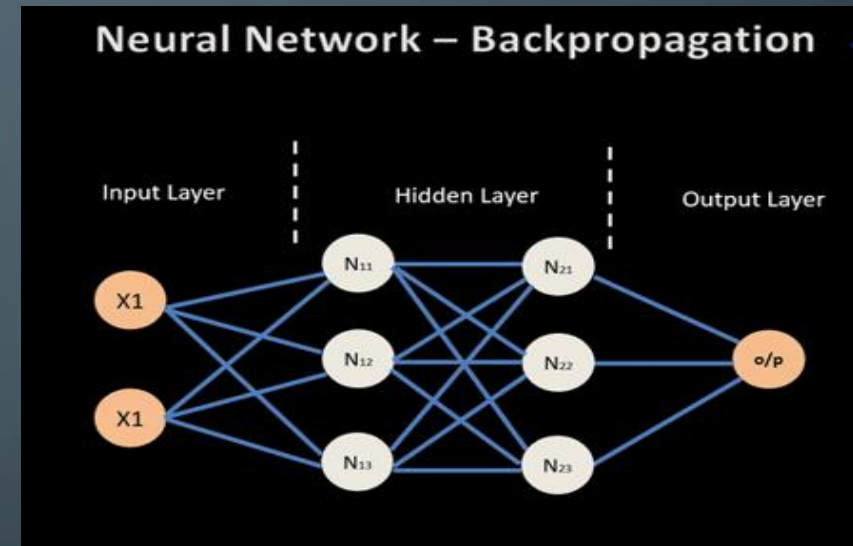 Neural Network – Backpropagation
Input Layer
Hidden Layer
Output Layer
N₁₁
N₂₁
X1
N₁₂
N₂₂
o/p
X1
N₁₃
N₂₃